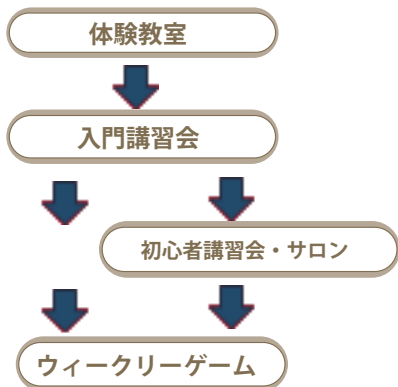 体験教室
入門講習会
初心者講習会・サロン
ウィークリーゲーム